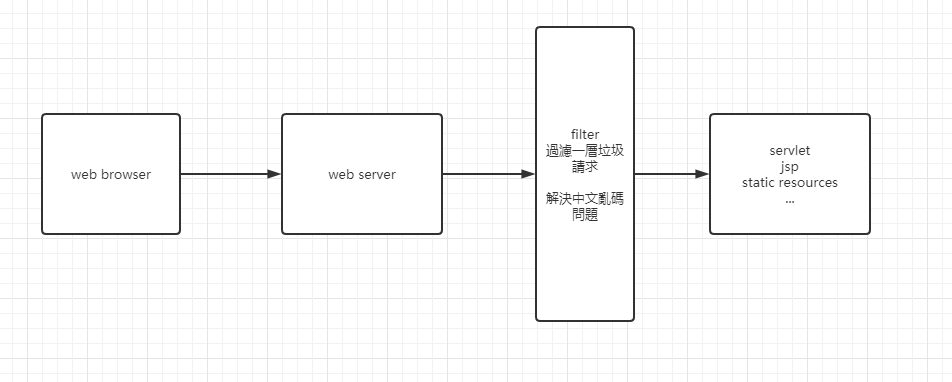 web browser
web server
filter
過濾一層垃圾
請求
解決中文亂碼
問題
servlet
jsp
static resources
...